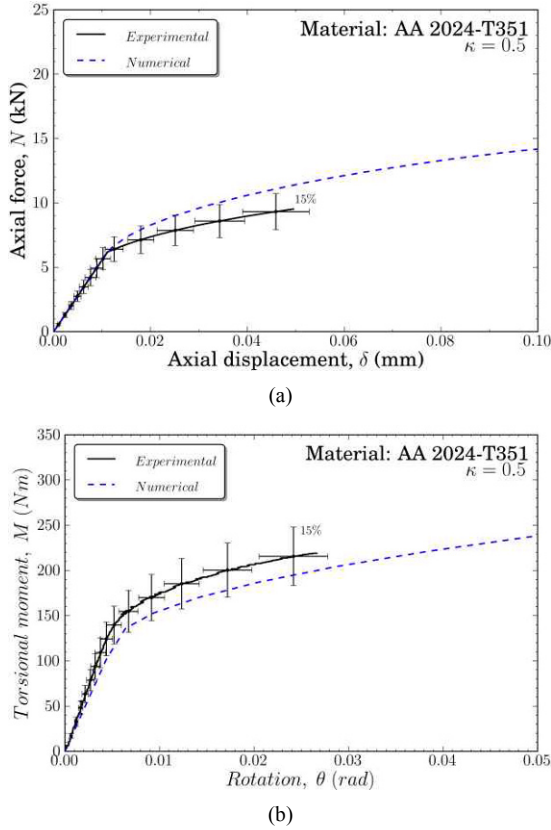 25
20
15
10
5
0
Axial force, N (kN)
Experimental
Numerical
Material: AA 2024-T351
κ = 0.5
15%
0.00 0.02 0.04 0.06 0.08 0.10
Axial displacement, δ (mm)
(a)
350
300
250
200
150
100
50
0
Torsional moment, M (Nm)
Experimental
Numerical
Material: AA 2024-T351
κ = 0.5
15%
0.00 0.01 0.02 0.03 0.04 0.05
Rotation, θ (rad)
(b)